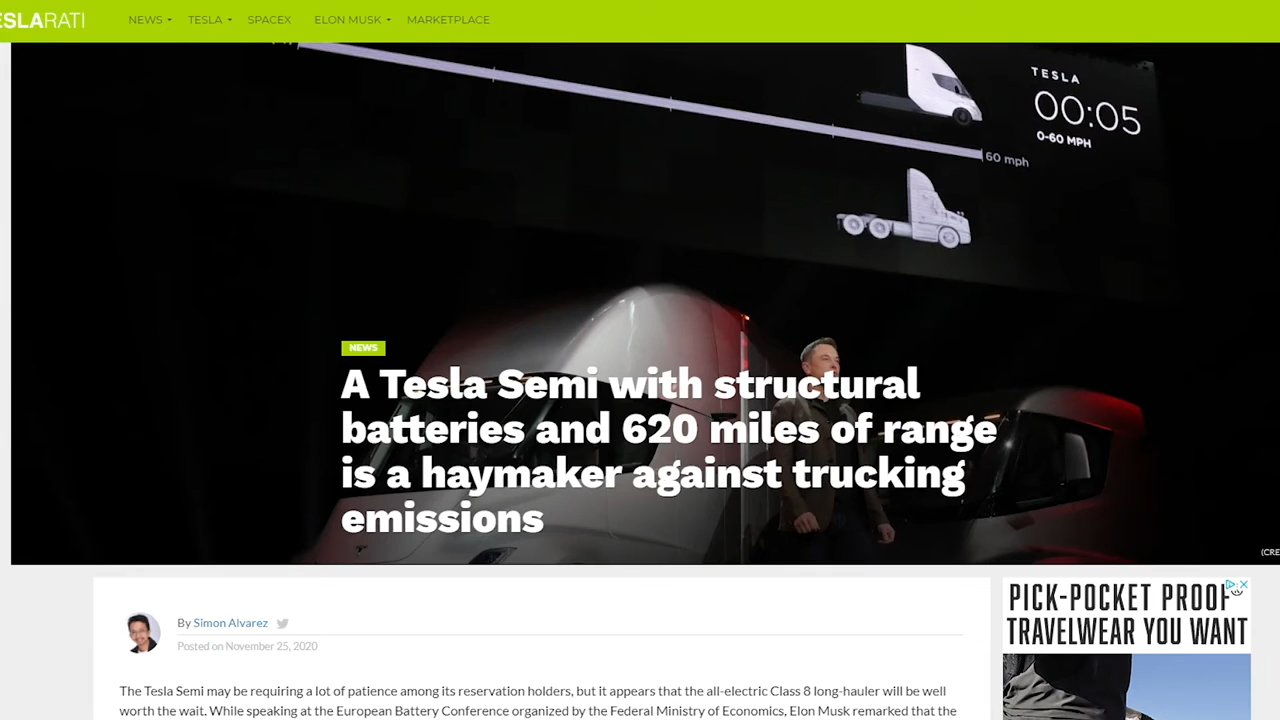 ESLARATI
NEWS TESLA SPACEX ELON MUSK MARKETPLACE
TESLA
00:05
0-60 MPH
60 mph
NEWS
A Tesla Semi with structural
batteries and 620 miles of range
is a haymaker against trucking
emissions
(CRE
By Simon Alvarez
Posted on November 25, 2020
PICK-POCKET PROOF
TRAVELWEAR YOU WANT
The Tesla Semi may be requiring a lot of patience among its reservation holders, but it appears that the all-electric Class 8 long-hauler will be well
worth the wait. While speaking at the European Battery Conference organized by the Federal Ministry of Economics, Elon Musk remarked that the